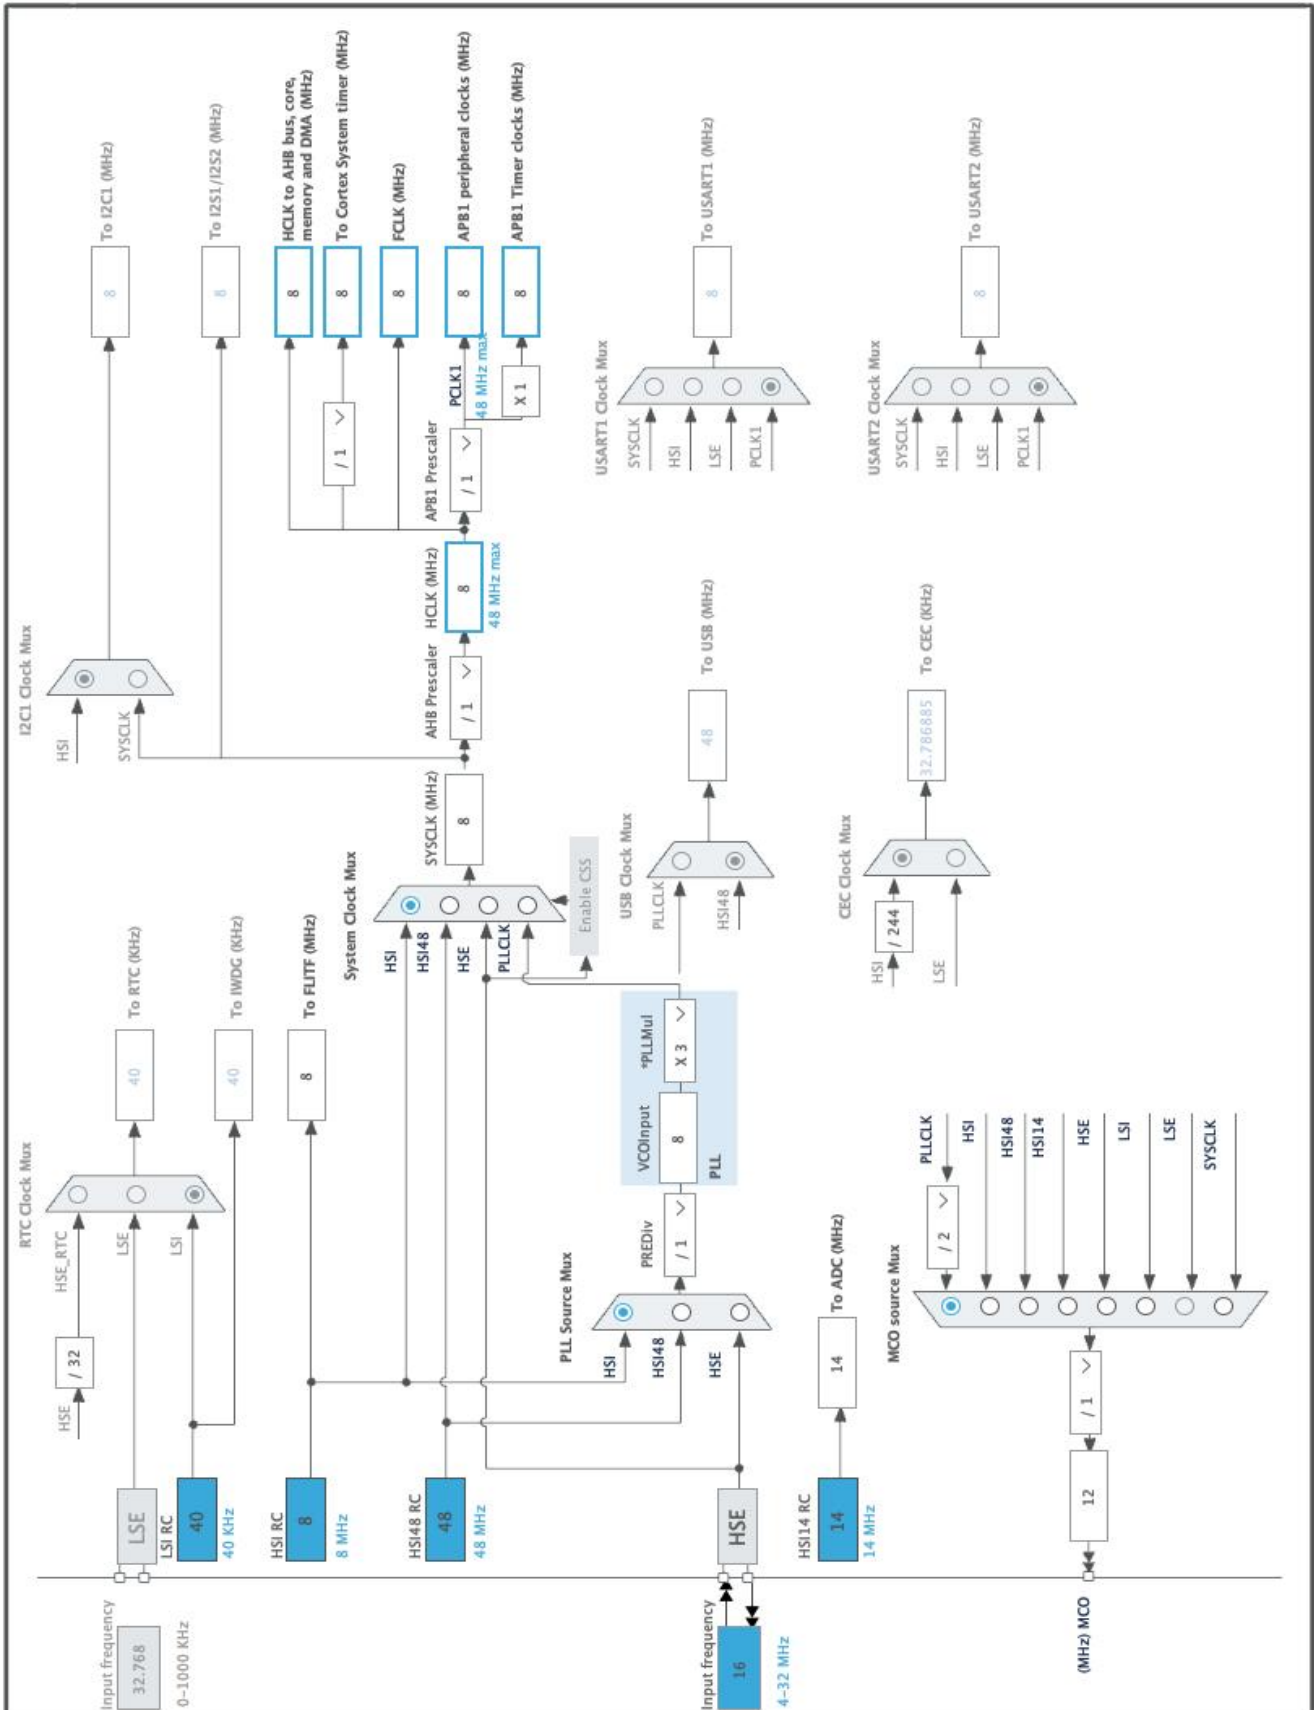 Input frequency
32.768
0-1000 KHz
LSE
LSI RC
40
40 KHz
HSE
/ 32
HSE_RTC
LSE
LSI
RTC Clock Mux
40
To RTC (KHz)
40
To IWDG (KHz)
HSI RC
8
8 MHz
8
To FLITF (MHz)
HSI48 RC
48
48 MHz
I2C1 Clock Mux
HSI
SYSCLK
8
To I2C1 (MHz)
8
To I2S1/I2S2 (MHz)
System Clock Mux
HSI
HSI48
HSE
PLLCLK
Enable CSS
SYSCLK (MHz)
8
AHB Prescaler
/ 1
HCLK (MHz)
8
48 MHz max
APB1 Prescaler
/ 1
PCLK1
48 MHz max
X 1
/ 1
8
HCLK to AHB bus, core,
memory and DMA (MHz)
8
To Cortex System timer (MHz)
8
FCLK (MHz)
8
APB1 peripheral clocks (MHz)
8
APB1 Timer clocks (MHz)
PLL Source Mux
HSI
HSI48
HSE
PREDiv
/ 1
VCOInput
8
*PLLMul
X 3
PLL
USB Clock Mux
PLLCLK
HSI48
48
To USB (MHz)
USART1 Clock Mux
SYSCLK
HSI
LSE
PCLK1
8
To USART1 (MHz)
Input frequency
16
4-32 MHz
HSE
HSI14 RC
14
14 MHz
14
To ADC (MHz)
CEC Clock Mux
HSI
/ 244
LSE
32.786885
To CEC (KHz)
USART2 Clock Mux
SYSCLK
HSI
LSE
PCLK1
8
To USART2 (MHz)
MCO source Mux
/ 2
PLLCLK
HSI
HSI48
HSI14
HSE
LSI
LSE
SYSCLK
/ 1
12
(MHz) MCO